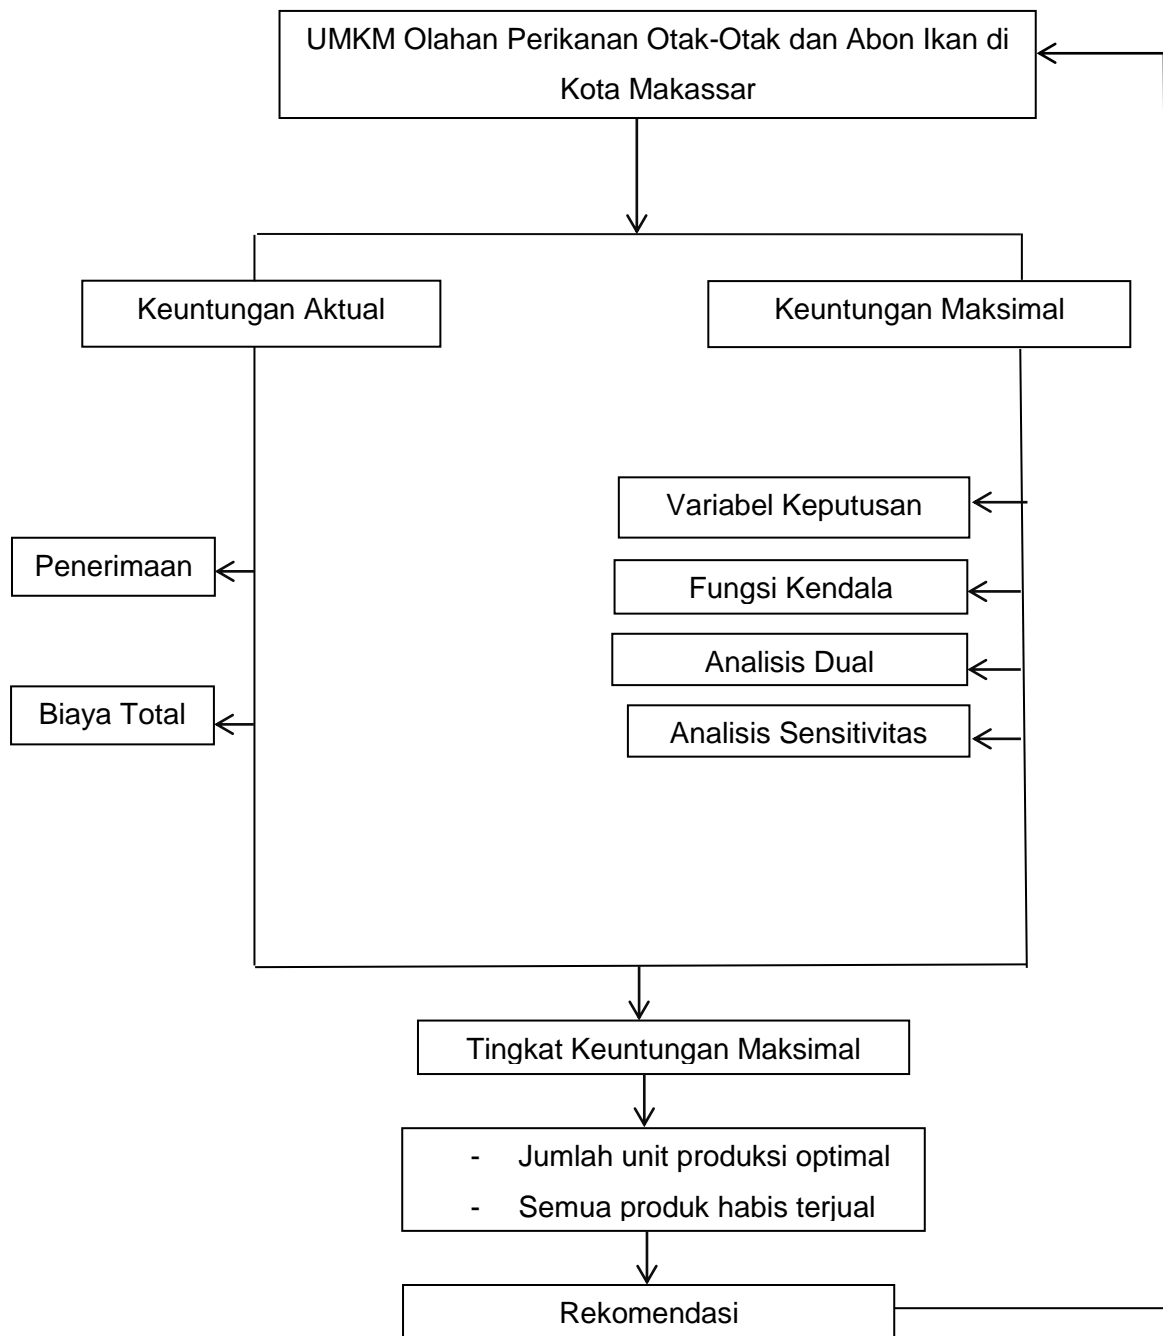 UMKM Olahan Perikanan Otak-Otak dan Abon Ikan di
Kota Makassar
Keuntungan Aktual
Keuntungan Maksimal
Penerimaan
Biaya Total
Variabel Keputusan
Fungsi Kendala
Analisis Dual
Analisis Sensitivitas
Tingkat Keuntungan Maksimal
- Jumlah unit produksi optimal
- Semua produk habis terjual
Rekomendasi